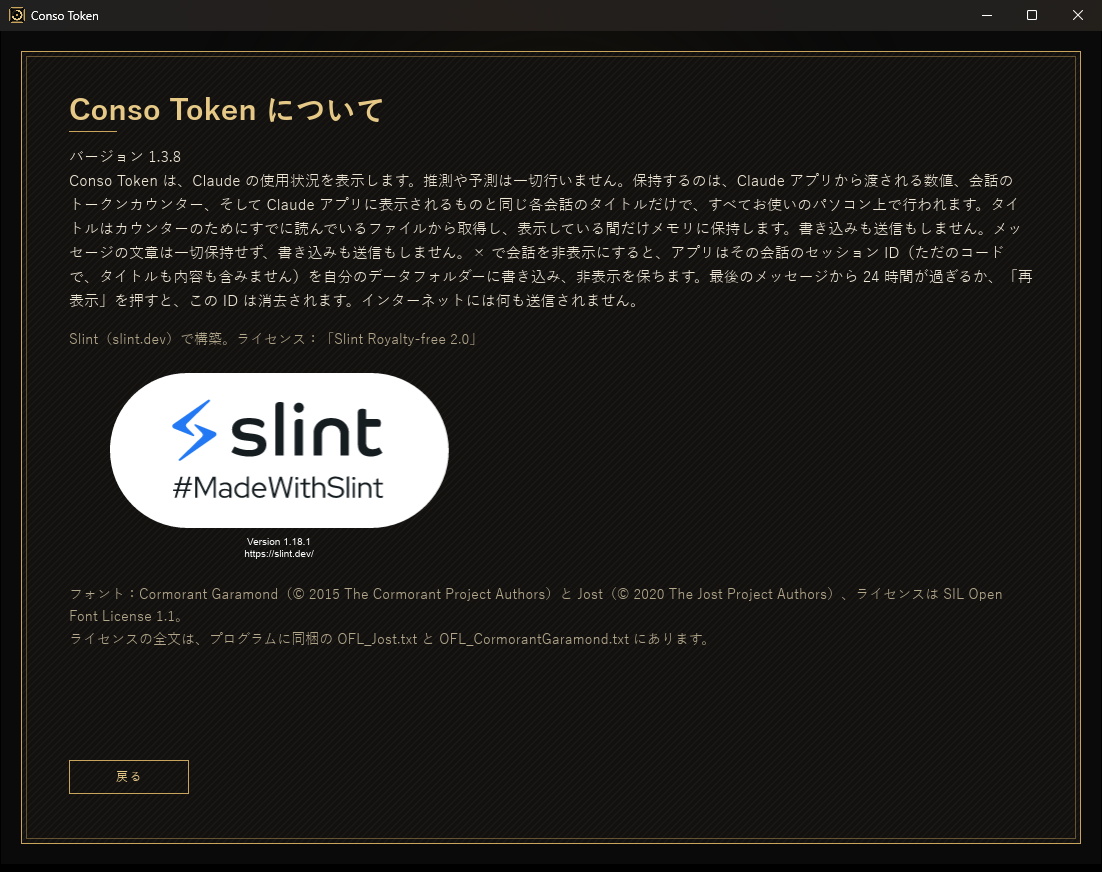 Conso Token
Conso Token について
バージョン 1.3.8
Conso Token は、Claude の使用状況を表示します。推測や予測は一切行いません。保持するのは、Claude アプリから渡される数値、会話の
トークンカウンター、そして Claude アプリに表示されるものと同じ各会話のタイトルだけで、すべてお使いのパソコン上で行われます。タイ
トルはカウンターのためにすでに読んでいるファイルから取得し、表示している間だけメモリに保持します。書き込みも送信もしません。メッ
セージの文章は一切保持せず、書き込みも送信もしません。× で会話を非表示にすると、アプリはその会話のセッション ID（ただのコード
で、タイトルも内容も含みません）を自分のデータフォルダーに書き込み、非表示を保ちます。最後のメッセージから 24 時間が過ぎるか、「再
表示」を押すと、この ID は消去されます。インターネットには何も送信されません。
Slint（slint.dev）で構築。ライセンス：「Slint Royalty-free 2.0」
slint
#MadeWithSlint
Version 1.18.1
https://slint.dev/
フォント：Cormorant Garamond（© 2015 The Cormorant Project Authors）と Jost（© 2020 The Jost Project Authors）、ライセンスは SIL Open
Font License 1.1。
ライセンスの全文は、プログラムに同梱の OFL_Jost.txt と OFL_CormorantGaramond.txt にあります。
戻る